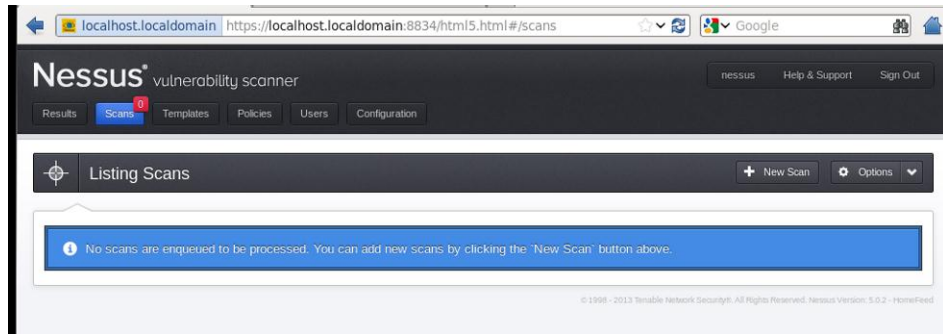 localhost.localdomain https://localhost.localdomain:8834/html5.html#/scans Google
Nessus® vulnerability scanner
nessus Help & Support Sign Out
Results Scans 0 Templates Policies Users Configuration
Listing Scans
New Scan Options
No scans are enqueued to be processed. You can add new scans by clicking the `New Scan` button above.
© 1998 - 2013 Tenable Network Security®. All Rights Reserved. Nessus Version: 5.0.2 - HomeFeed